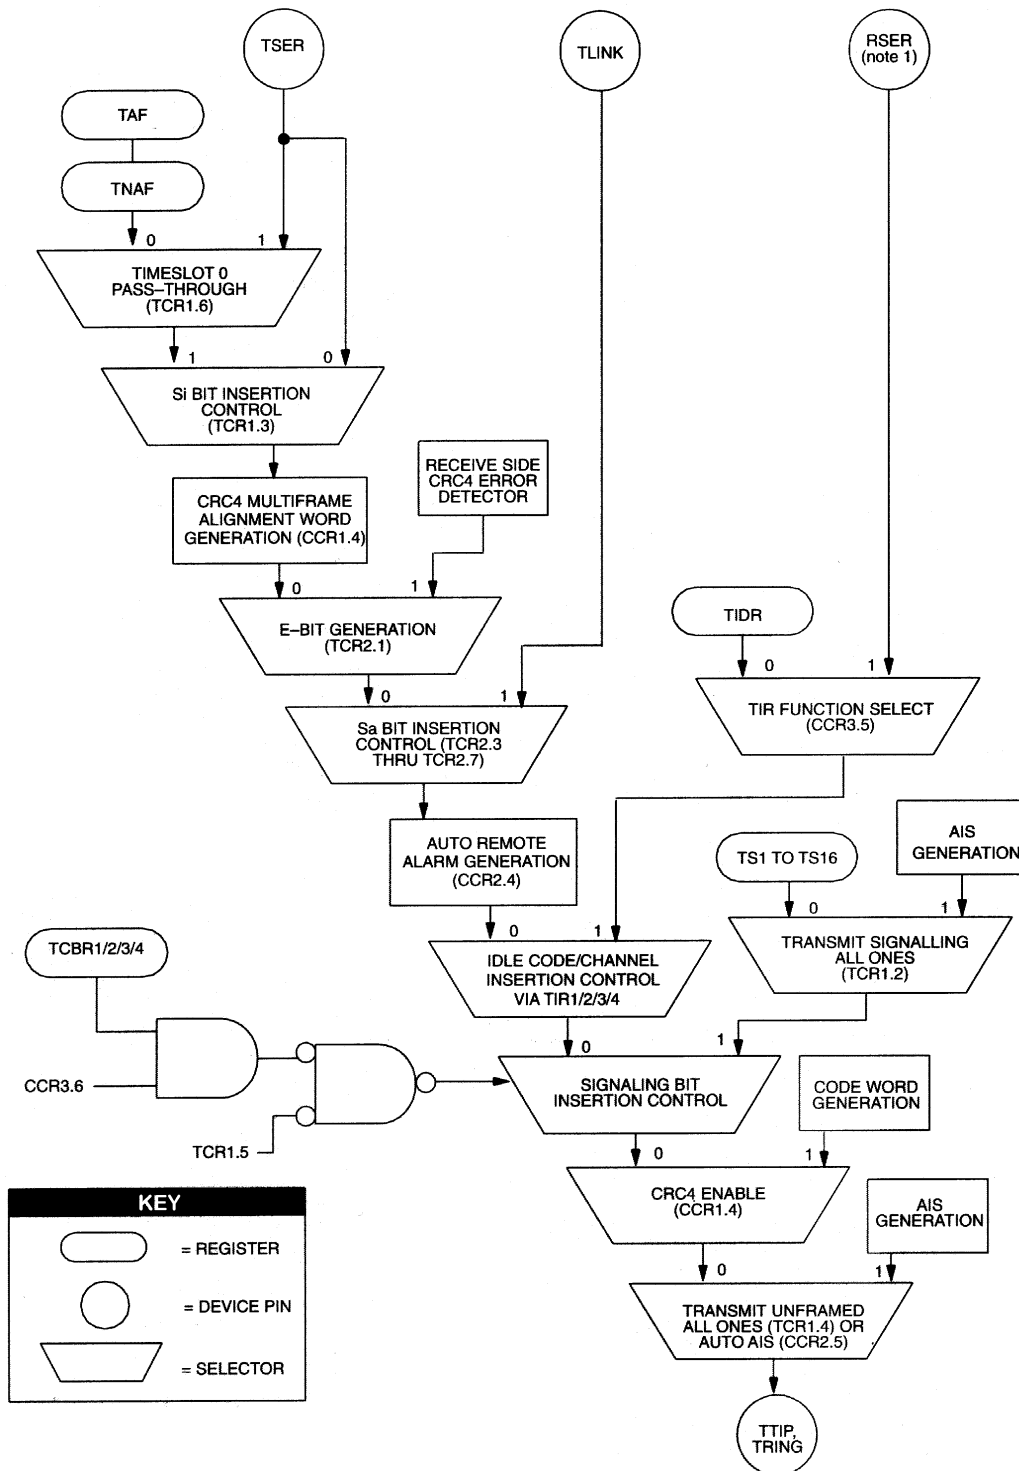 TSER
TLINK
RSER
(note 1)
TAF
TNAF
0
1
TIMESLOT 0
PASS–THROUGH
(TCR1.6)
1
0
Si BIT INSERTION
CONTROL
(TCR1.3)
RECEIVE SIDE
CRC4 ERROR
DETECTOR
CRC4 MULTIFRAME
ALIGNMENT WORD
GENERATION (CCR1.4)
0
1
E–BIT GENERATION
(TCR2.1)
TIDR
0
1
TIR FUNCTION SELECT
(CCR3.5)
0
1
Sa BIT INSERTION
CONTROL (TCR2.3
THRU TCR2.7)
AUTO REMOTE
ALARM GENERATION
(CCR2.4)
TS1 TO TS16
AIS
GENERATION
0
1
TRANSMIT SIGNALLING
ALL ONES
(TCR1.2)
0
1
IDLE CODE/CHANNEL
INSERTION CONTROL
VIA TIR1/2/3/4
TCBR1/2/3/4
CCR3.6
TCR1.5
0
1
SIGNALING BIT
INSERTION CONTROL
CODE WORD
GENERATION
0
1
CRC4 ENABLE
(CCR1.4)
AIS
GENERATION
0
1
TRANSMIT UNFRAMED
ALL ONES (TCR1.4) OR
AUTO AIS (CCR2.5)
TTIP,
TRING
KEY
= REGISTER
= DEVICE PIN
= SELECTOR